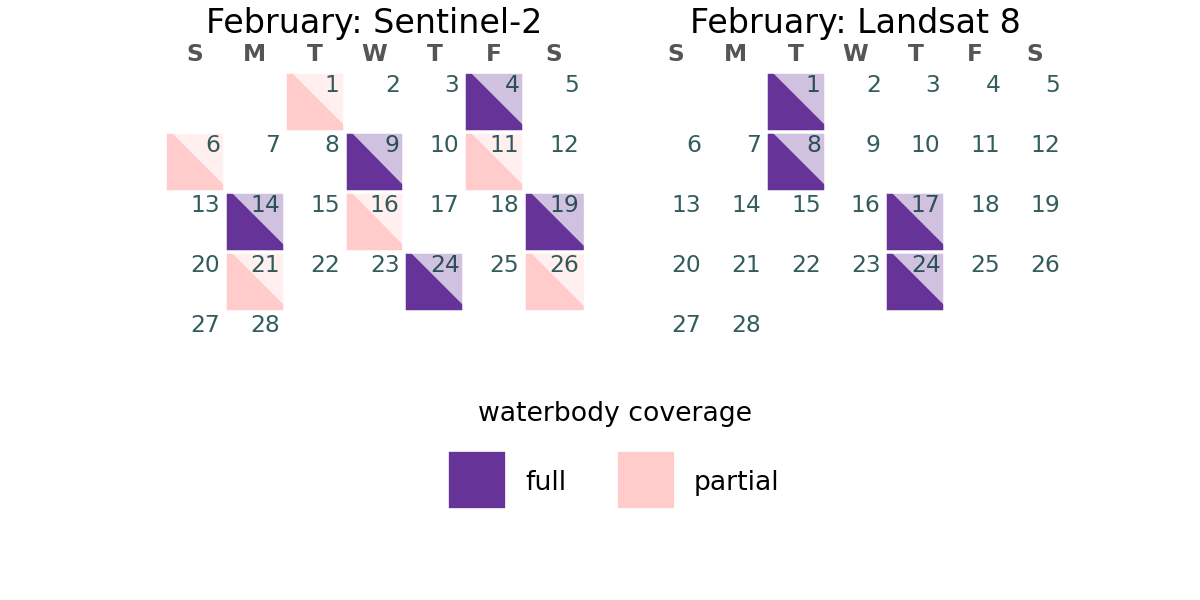 February: Sentinel-2
S M T W T F S
1 2 3 4 5
6 7 8 9 10 11 12
13 14 15 16 17 18 19
20 21 22 23 24 25 26
27 28
February: Landsat 8
S M T W T F S
1 2 3 4 5
6 7 8 9 10 11 12
13 14 15 16 17 18 19
20 21 22 23 24 25 26
27 28
waterbody coverage
full
partial